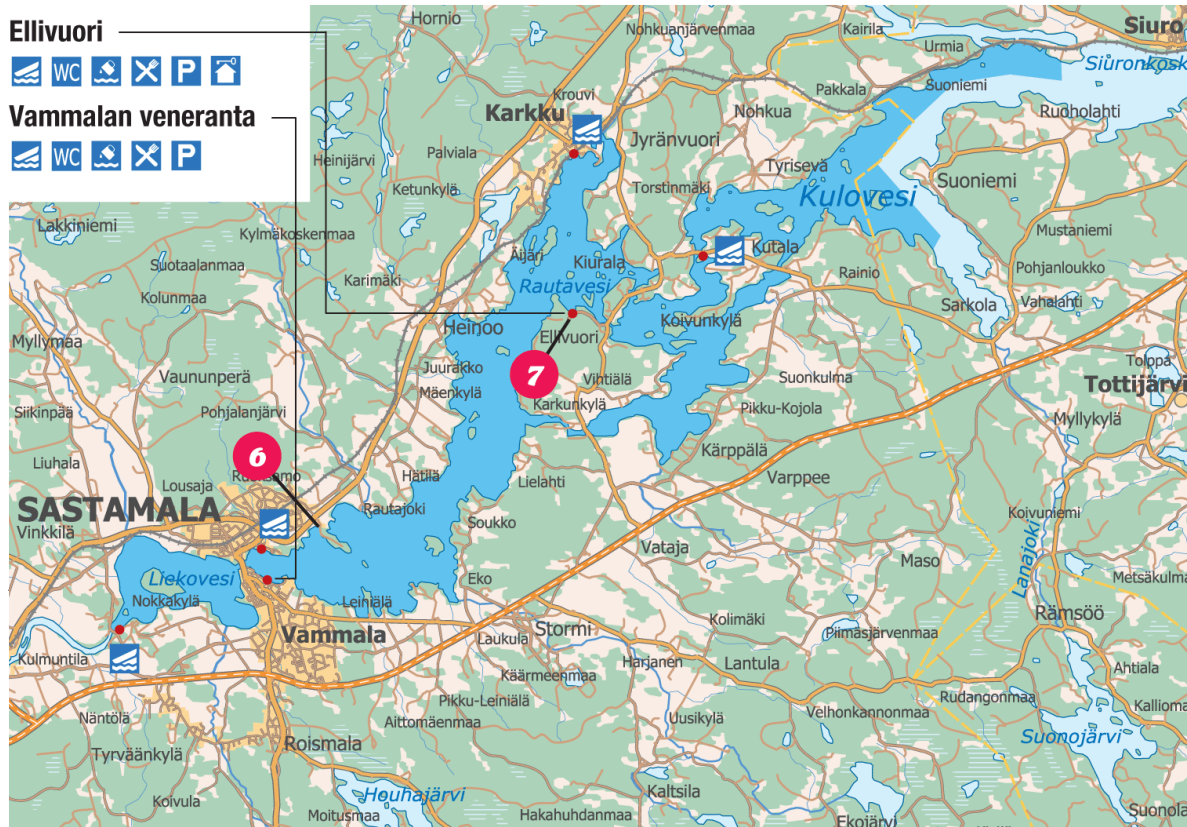 Ellivuori
WC
P
Vammalan veneranta
WC
P
Hornio
Nohkuanjärvenmaa
Kairila
Siuro
Urmia
Siuronkosk
Krouvi
Pakkala
Suoniemi
Karkku
Nohkua
Ruoholahti
Jyränvuori
Heinijärvi
Palviala
Tyrisevä
Ketunkylä
Torstinmäki
Suoniemi
Kulovesi
Lakkiniemi
Kylmäkoskenmaa
Mustaniemi
Äijäri
Kiurala
Kutala
Suotaalanmaa
Karimäki
Rautavesi
Rainio
Pohjanloukko
Kolunmaa
Sarkola
Vahalahti
Heinoo
Koivunkylä
Myllymaa
Ellivuori
Juurakko
Tolppa
Vaununperä
7
Vihtiälä
Suonkulma
Tottijärvi
Mäenkylä
Siikinpää
Pohjalanjärvi
Karkunkylä
Pikku-Kojola
Myllykylä
Kärppälä
6
Liuhala
Hätilä
Varppee
Lousaja
Lielahti
SASTAMALA
Rautajoki
Koivuniemi
Vinkkilä
Soukko
Vataja
Maso
Liekovesi
Eko
Lanajoki
Metsäkulma
Nokkakylä
Leiniälä
Kolimäki
Rämsöö
Vammala
Stormi
Piimäsjärvenmaa
Laukula
Kulmuntila
Harjanen
Lantula
Ahtiala
Käärmeenmaa
Rudangonmaa
Pikku-Leiniälä
Kallioma
Näntölä
Aittomäenmaa
Uusikylä
Velhonkannonmaa
Suonojärvi
Tyrväänkylä
Roismala
Kaltsila
Houhajärvi
Koivula
Moitusmaa
Hakahuhdanmaa
Ekojärvi
Suonola